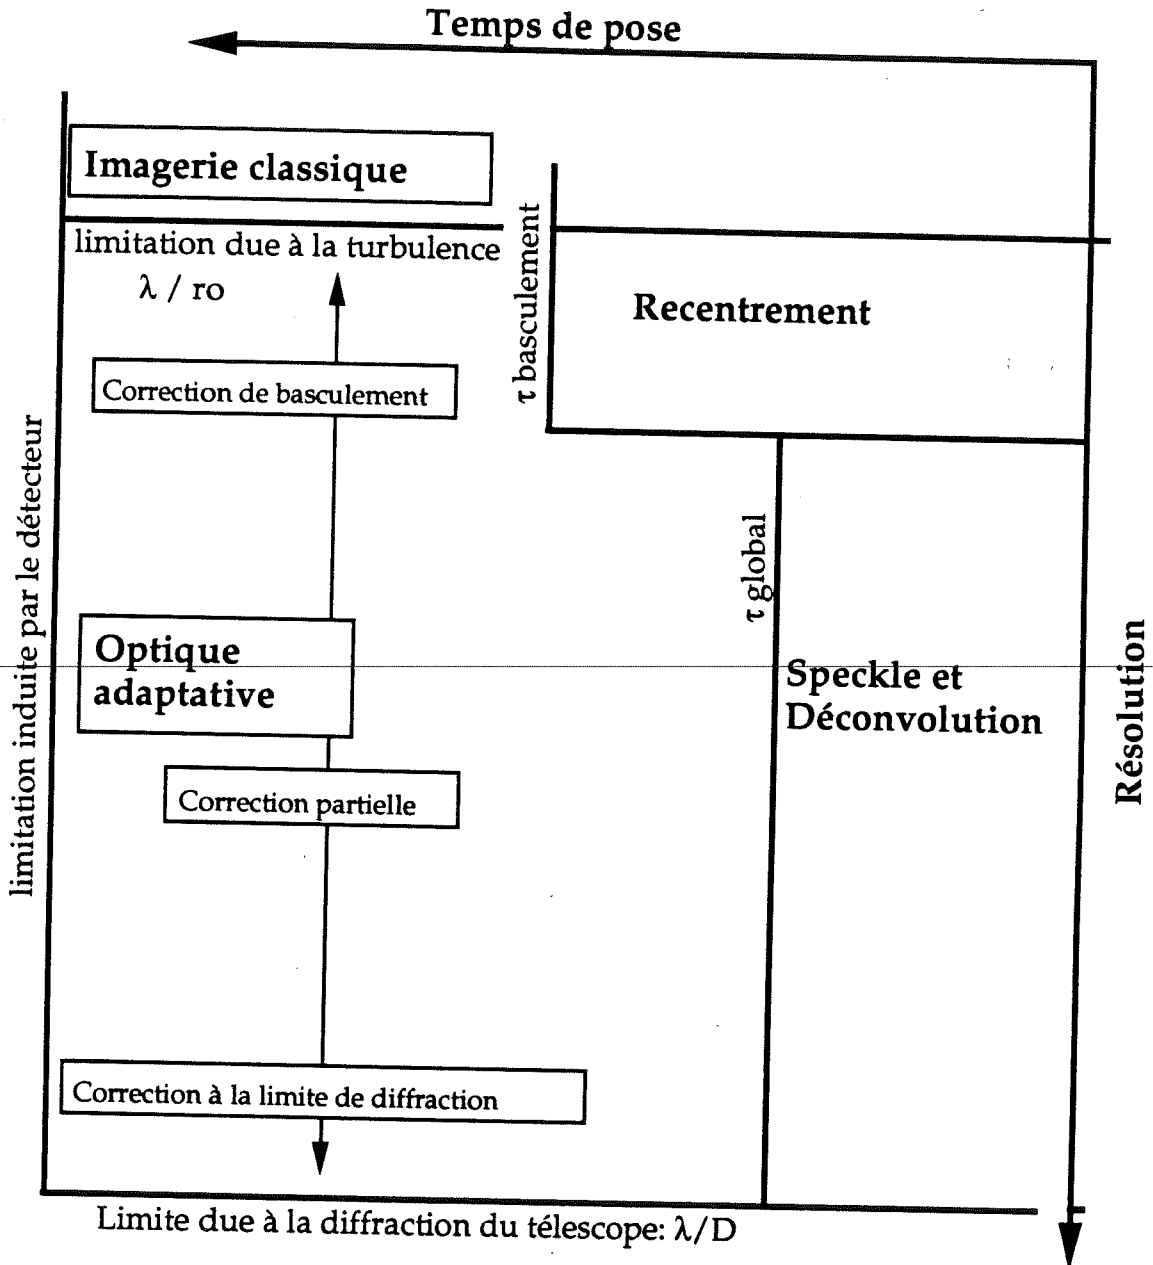 Temps de pose
Imagerie classique
limitation due à la turbulence
λ / ro
τ basculement
Recentrement
Correction de basculement
limitation induite par le détecteur
τ global
Optique
adaptative
Speckle et
Déconvolution
Résolution
Correction partielle
Correction à la limite de diffraction
Limite due à la diffraction du télescope: λ/D